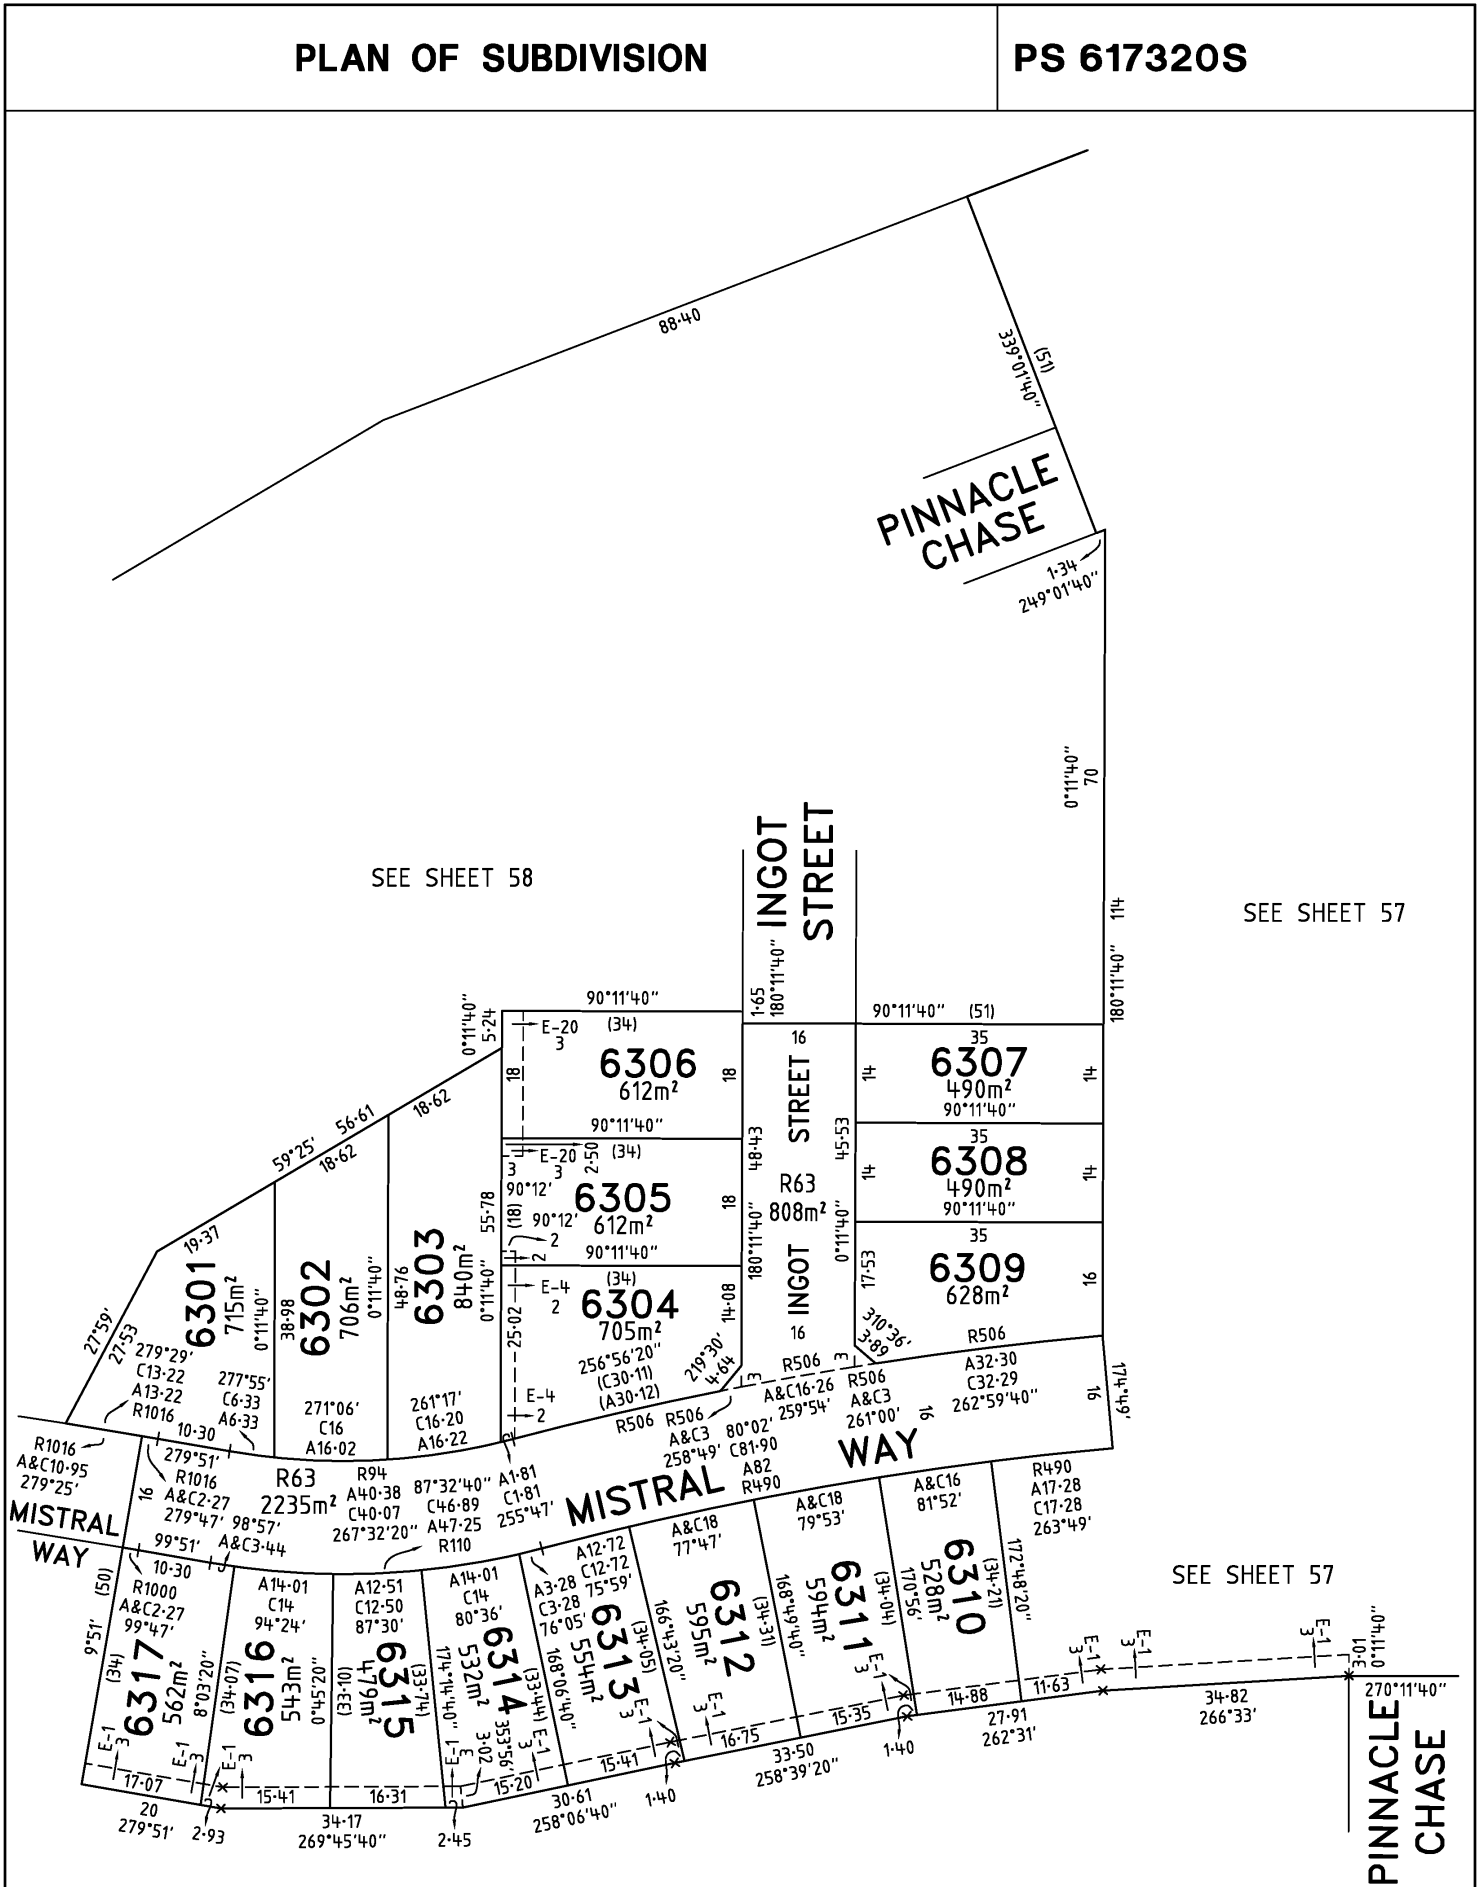 PLAN OF SUBDIVISION
PS 617320S
88·40
339°01'40"
(51)
PINNACLE
CHASE
1·34
249°01'40"
0°11'40"
70
114
180°11'40"
SEE SHEET 58
SEE SHEET 57
INGOT
STREET
1·65
180°11'40"
90°11'40"
0°11'40"
5·24
E-20
3
(34)
18
6306
612m²
18
90°11'40"
90°11'40" (51)
16
35
14
6307
490m²
14
90°11'40"
35
14
6308
490m²
14
90°11'40"
35
17·53
6309
628m²
16
310°36'
3·89
R506
INGOT STREET
R63
808m²
48·43
180°11'40"
45·53
0°11'40"
16
3
E-20
3
2·50
(34)
90°12'
(18)
90°12'
2
2
6305
612m²
18
90°11'40"
55·78
0°11'40"
25·02
(34)
E-4
2
6304
705m²
14·08
256°56'20"
(C30·11)
(A30·12)
219°30'
4·64
E-4
2
59°25'
56·61
18·62
18·62
19·37
27°59'
27·53
6301
715m²
0°11'40"
38·98
6302
706m²
0°11'40"
48·76
6303
840m²
279°29'
C13·22
A13·22
R1016
277°55'
C6·33
A6·33
271°06'
C16
A16·02
261°17'
C16·20
A16·22
10·30
R1016
A&C10·95
279°25'
279°51'
R1016
A&C2·27
279°47'
16
R63
2235m²
R94
A40·38
C40·07
267°32'20"
87°32'40"
C46·89
A47·25
R110
A1·81
C1·81
255°47'
R506
R506
A&C3
258°49'
3
R506
3
A&C16·26
259°54'
R506
A&C3
261°00'
16
A32·30
C32·29
262°59'40"
16
174°49'
80°02'
C81·90
A82
R490
MISTRAL WAY
MISTRAL
WAY
98°57'
A&C3·44
99°51'
10·30
R1000
A&C2·27
99°47'
(50)
9°51'
(34)
6317
562m²
8°03'20"
A14·01
C14
94°24'
(34·07)
6316
543m²
0°45'20"
A12·51
C12·50
87°30'
(33·10)
6315
479m²
(33·74)
174°14'40"
A14·01
C14
80°36'
6314
532m²
(33·44)
168°06'40"
353°56'
3·02
A3·28
C3·28
76°05'
A12·72
C12·72
75°59'
6313
554m²
(34·05)
166°43'20"
A&C18
77°47'
6312
595m²
(34·31)
168°49'40"
A&C18
79°53'
6311
594m²
(34·04)
170°56'
A&C16
81°52'
6310
528m²
(34·21)
172°48'20"
R490
A17·28
C17·28
263°49'
SEE SHEET 57
E-1
3
E-1
3
E-1
3
E-1
3
E-1
3
E-1
3
E-1
3
E-1
3
E-1
3
E-1
3
E-1
3
3·01
0°11'40"
270°11'40"
17·07
20
279°51'
2·93
15·41
16·31
34·17
269°45'40"
2·45
15·20
15·41
30·61
258°06'40"
1·40
16·75
15·35
33·50
258°39'20"
1·40
14·88
11·63
27·91
262°31'
34·82
266°33'
PINNACLE
CHASE